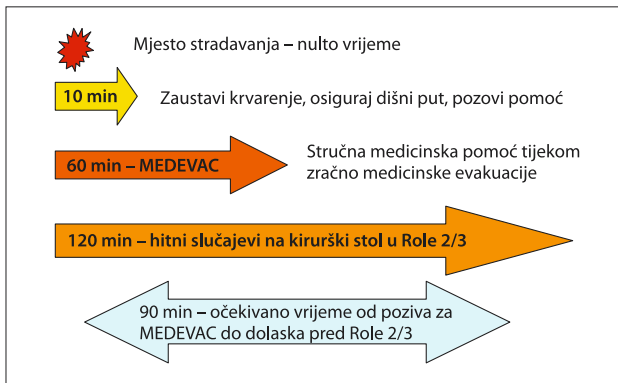 Mjesto stradavanja – nulto vrijeme
10 min
Zaustavi krvarenje, osiguraj dišni put, pozovi pomoć
60 min – MEDEVAC
Stručna medicinska pomoć tijekom
zračno medicinske evakuacije
120 min – hitni slučajevi na kirurški stol u Role 2/3
90 min – očekivano vrijeme od poziva za
MEDEVAC do dolaska pred Role 2/3